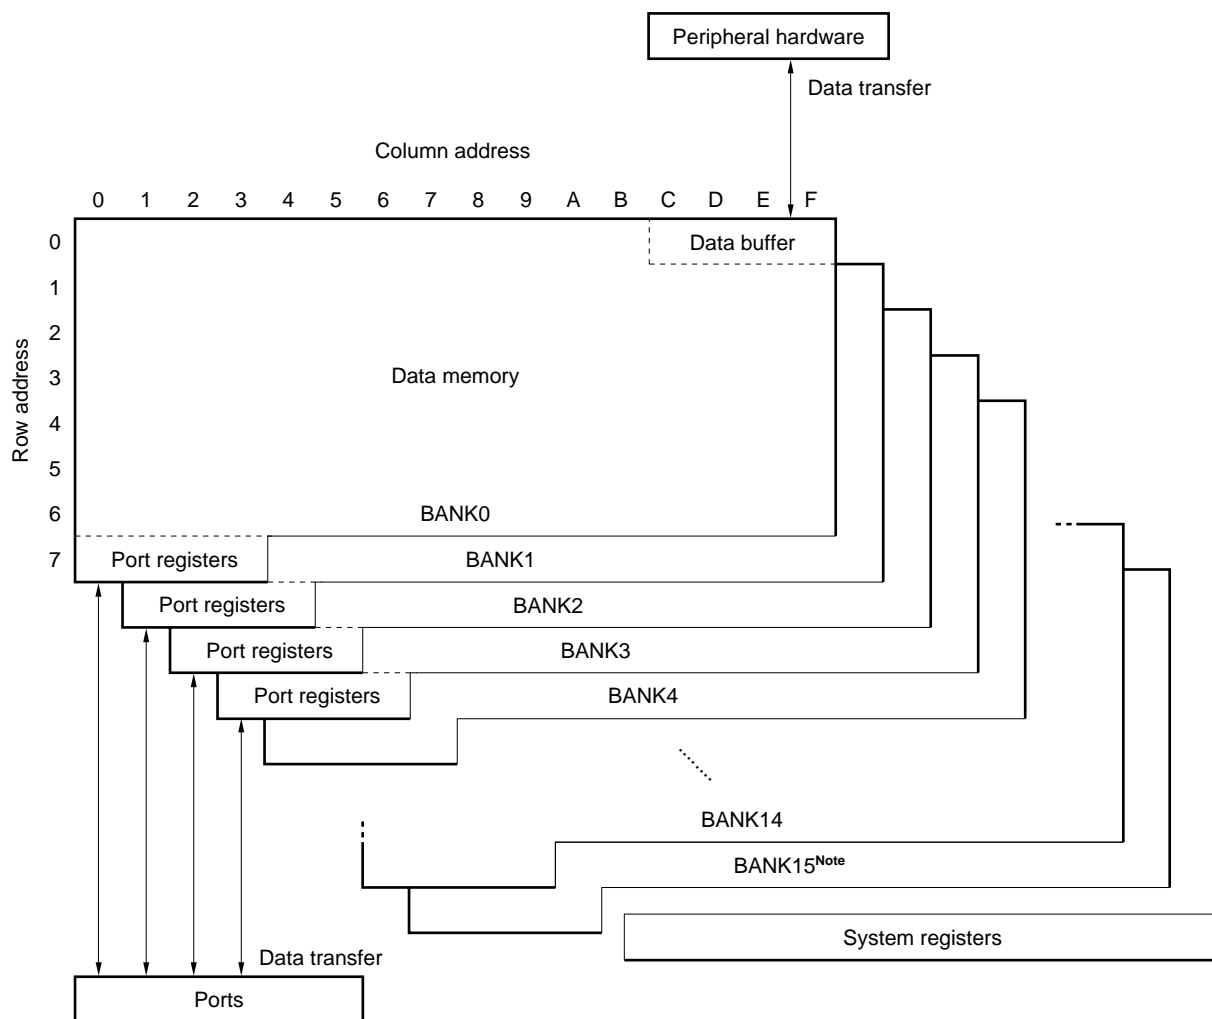 Peripheral hardware
Data transfer
Column address
0 1 2 3 4 5 6 7 8 9 A B C D E F
Row address
0 Data buffer
1
2
3 Data memory
4
5
6 BANK0
7 Port registers BANK1
Port registers BANK2
Port registers BANK3
Port registers BANK4
BANK14
BANK15Note
System registers
Data transfer
Ports